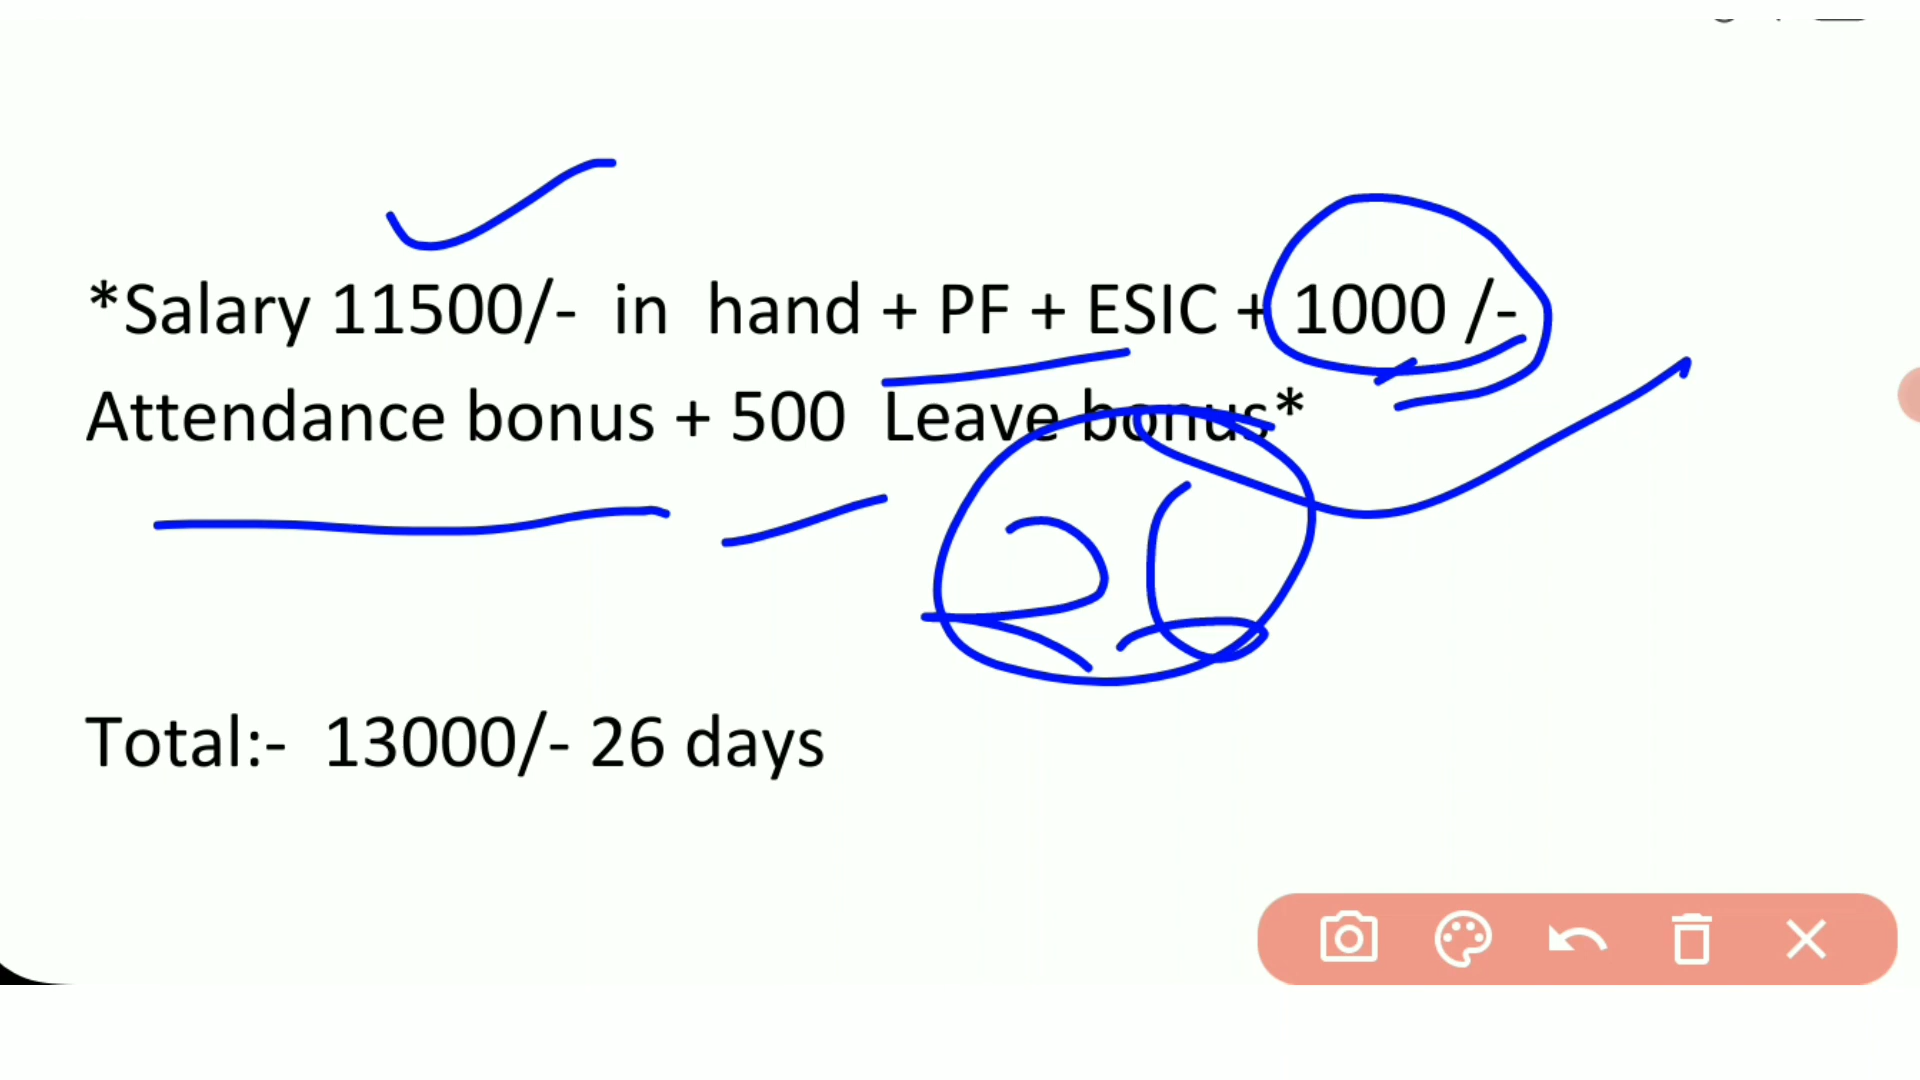 *Salary 11500/- in hand + PF + ESIC + 1000 /-
Attendance bonus + 500 Leave bonus*
26
Total:- 13000/- 26 days